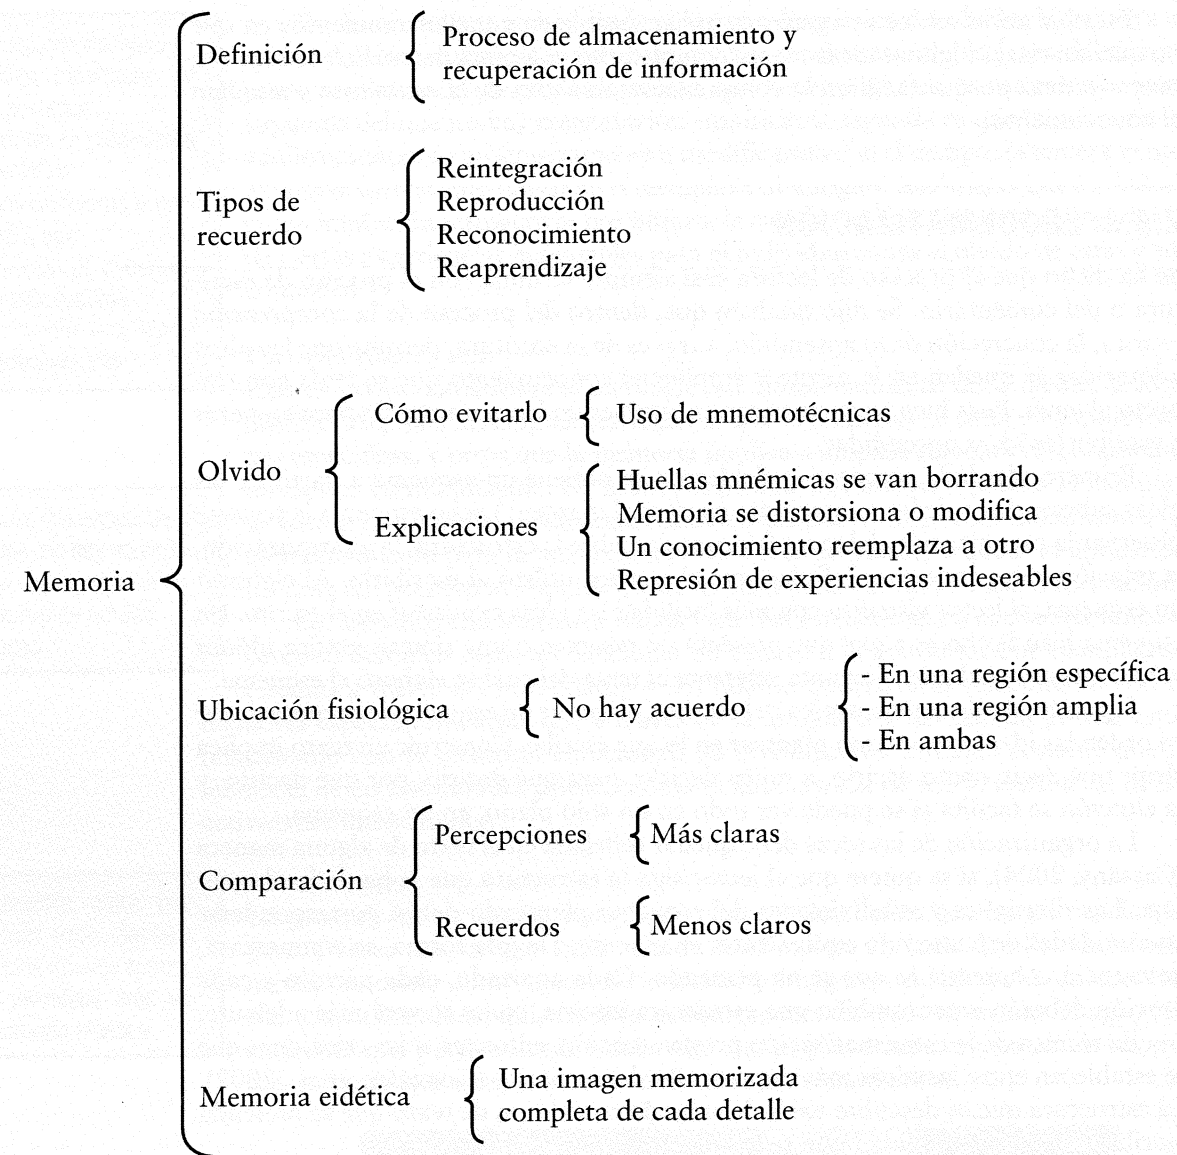 Definición
Proceso de almacenamiento y
recuperación de información
Tipos de
recuerdo
Reintegración
Reproducción
Reconocimiento
Reaprendizaje
Olvido
Cómo evitarlo
Uso de mnemotécnicas
Explicaciones
Huellas mnémicas se van borrando
Memoria se distorsiona o modifica
Un conocimiento reemplaza a otro
Represión de experiencias indeseables
Memoria
Ubicación fisiológica
No hay acuerdo
- En una región específica
- En una región amplia
- En ambas
Comparación
Percepciones
Más claras
Recuerdos
Menos claros
Memoria eidética
Una imagen memorizada
completa de cada detalle